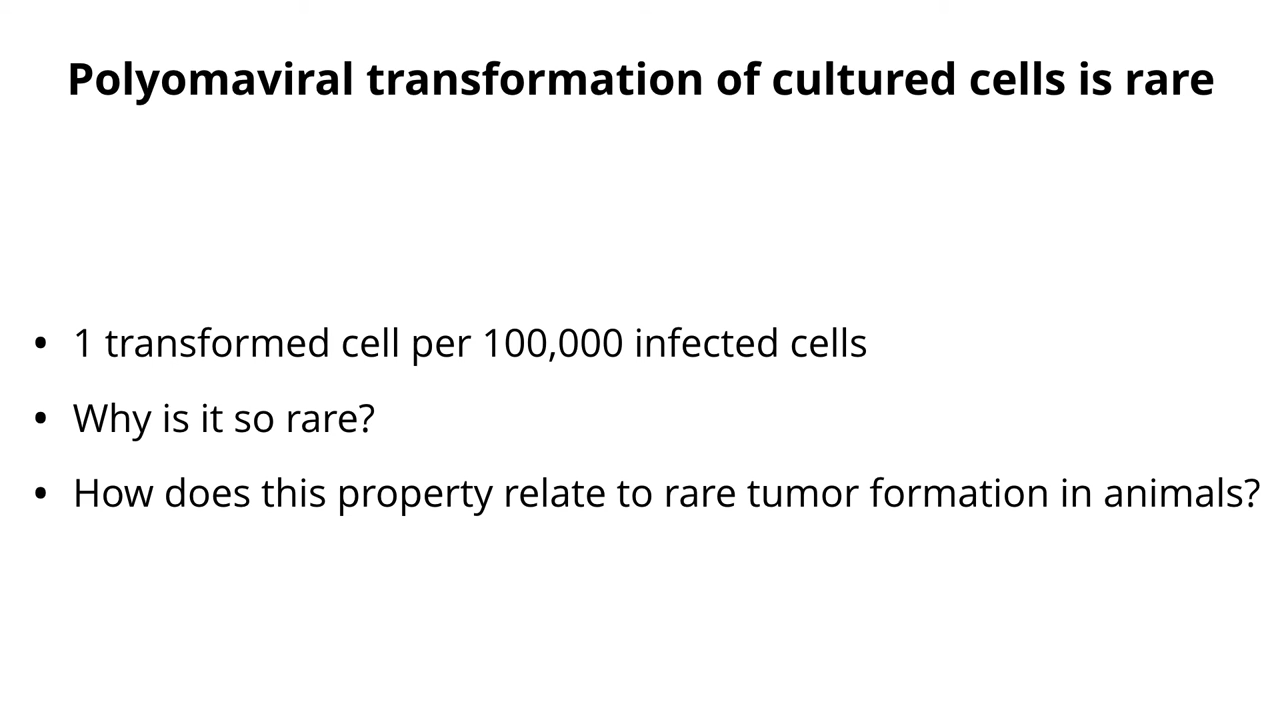 Polyomaviral transformation of cultured cells is rare
• 1 transformed cell per 100,000 infected cells
• Why is it so rare?
• How does this property relate to rare tumor formation in animals?